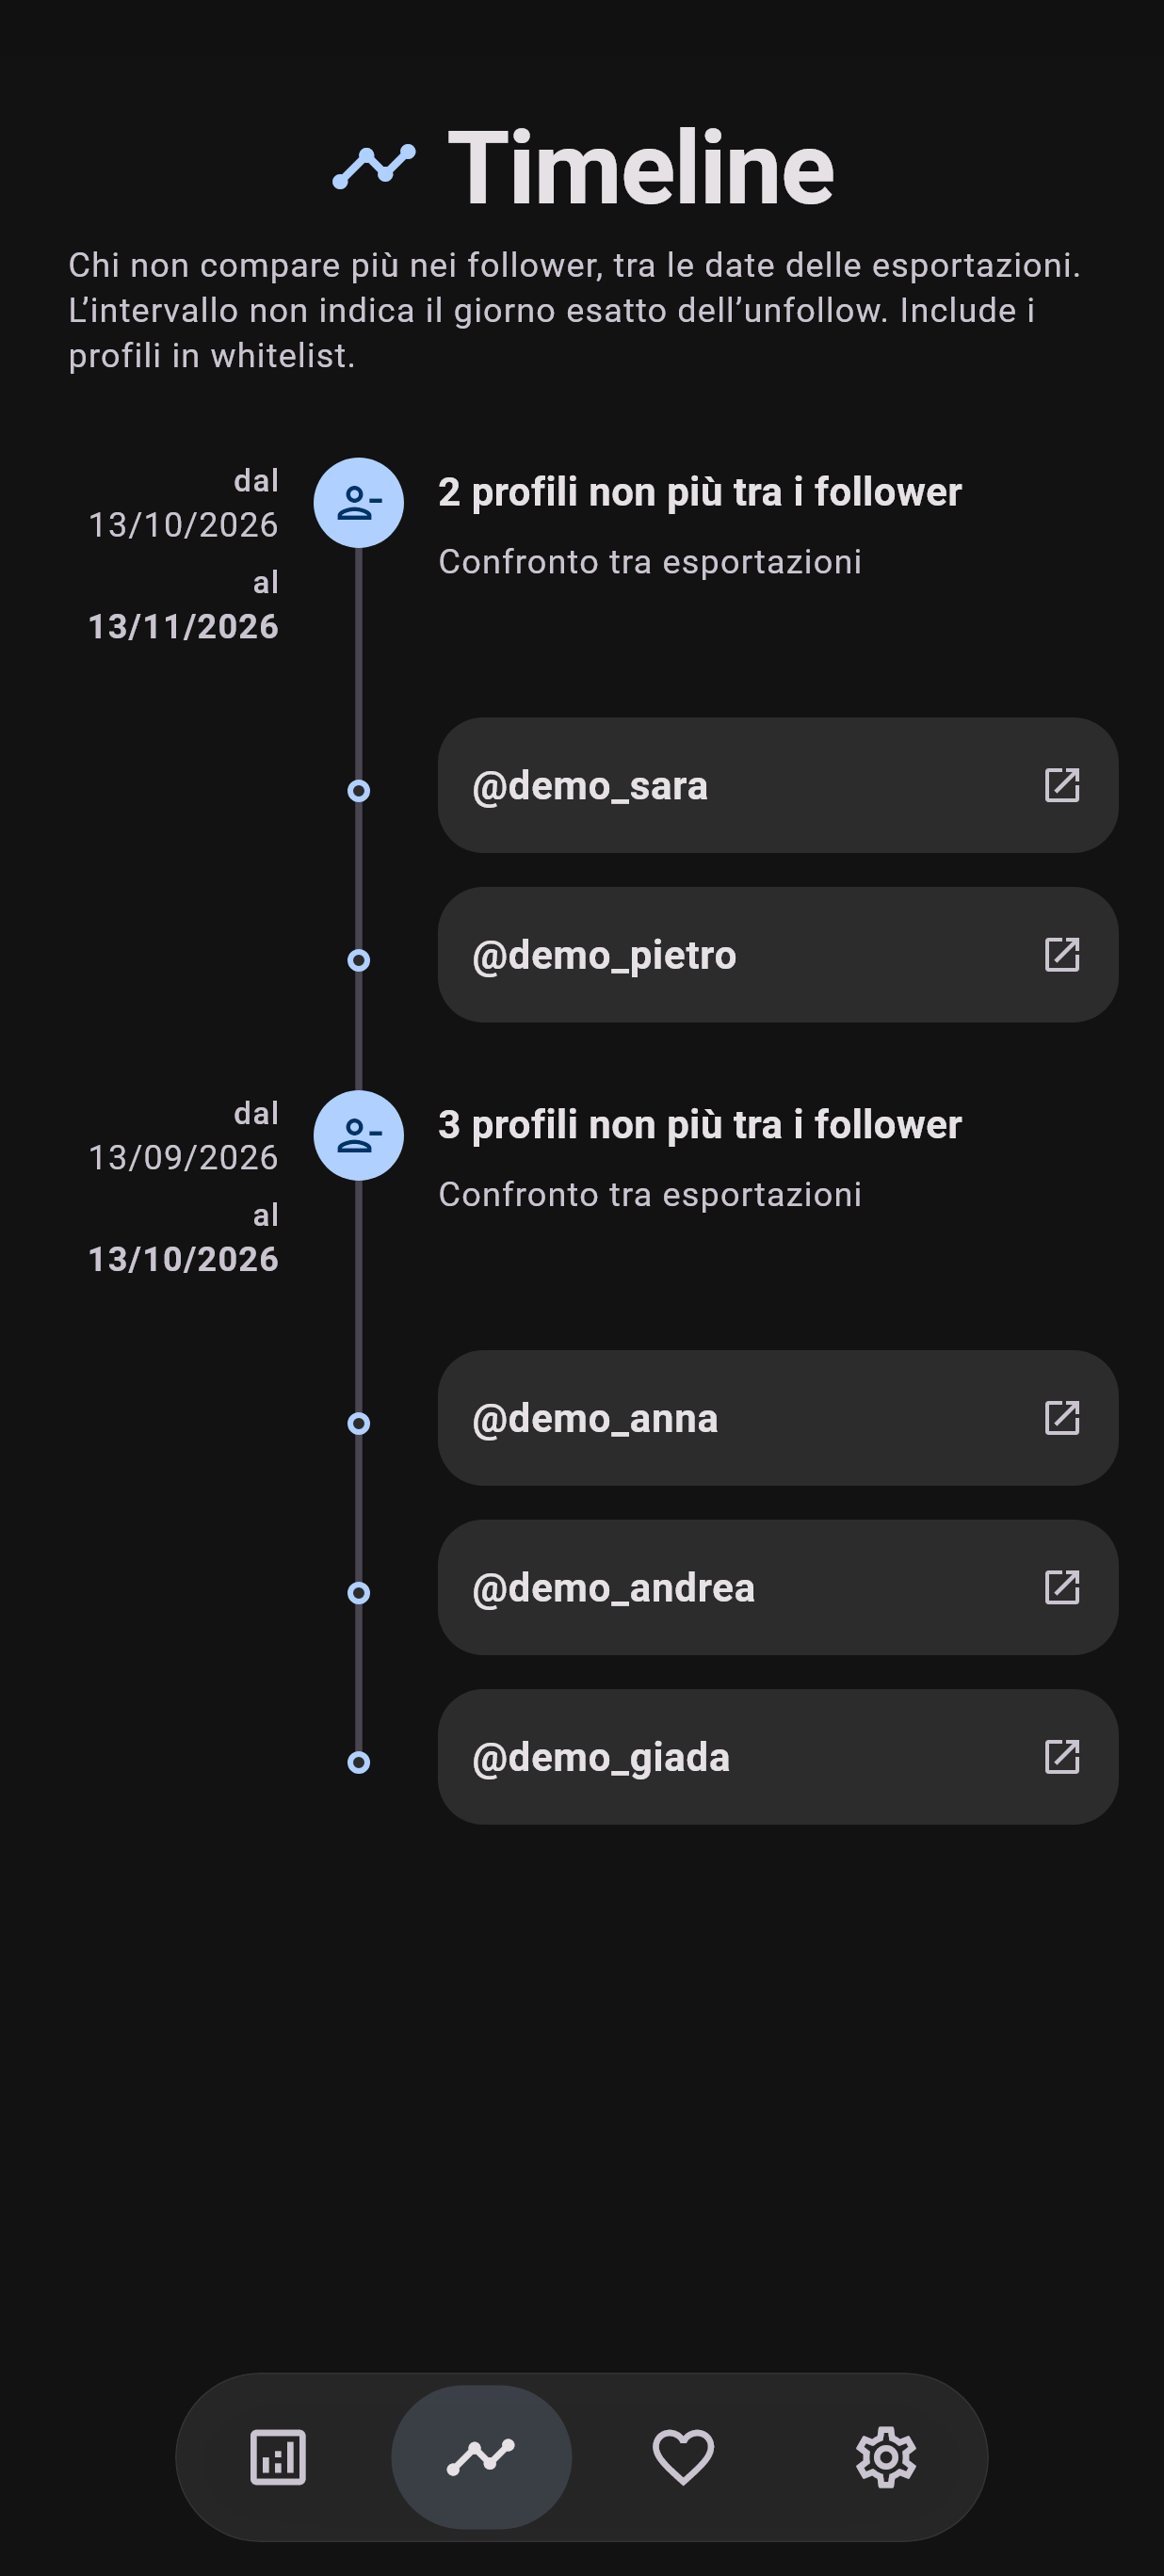 Timeline
Chi non compare più nei follower, tra le date delle esportazioni.
L’intervallo non indica il giorno esatto dell’unfollow. Include i
profili in whitelist.
dal
13/10/2026
al
13/11/2026
2 profili non più tra i follower
Confronto tra esportazioni
@demo_sara
@demo_pietro
dal
13/09/2026
al
13/10/2026
3 profili non più tra i follower
Confronto tra esportazioni
@demo_anna
@demo_andrea
@demo_giada